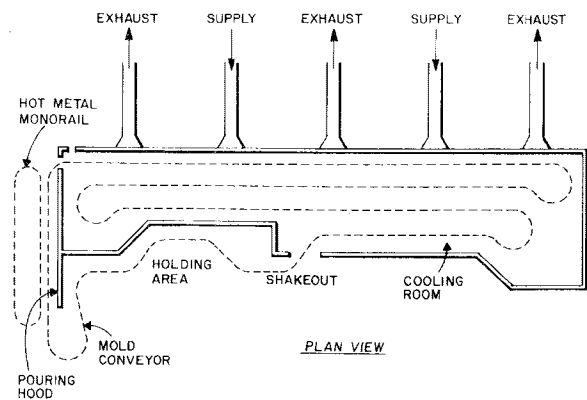 EXHAUST
SUPPLY
EXHAUST
SUPPLY
EXHAUST
HOT METAL
MONORAIL
HOLDING
AREA
SHAKEOUT
COOLING
ROOM
MOLD
CONVEYOR
PLAN VIEW
POURING
HOOD